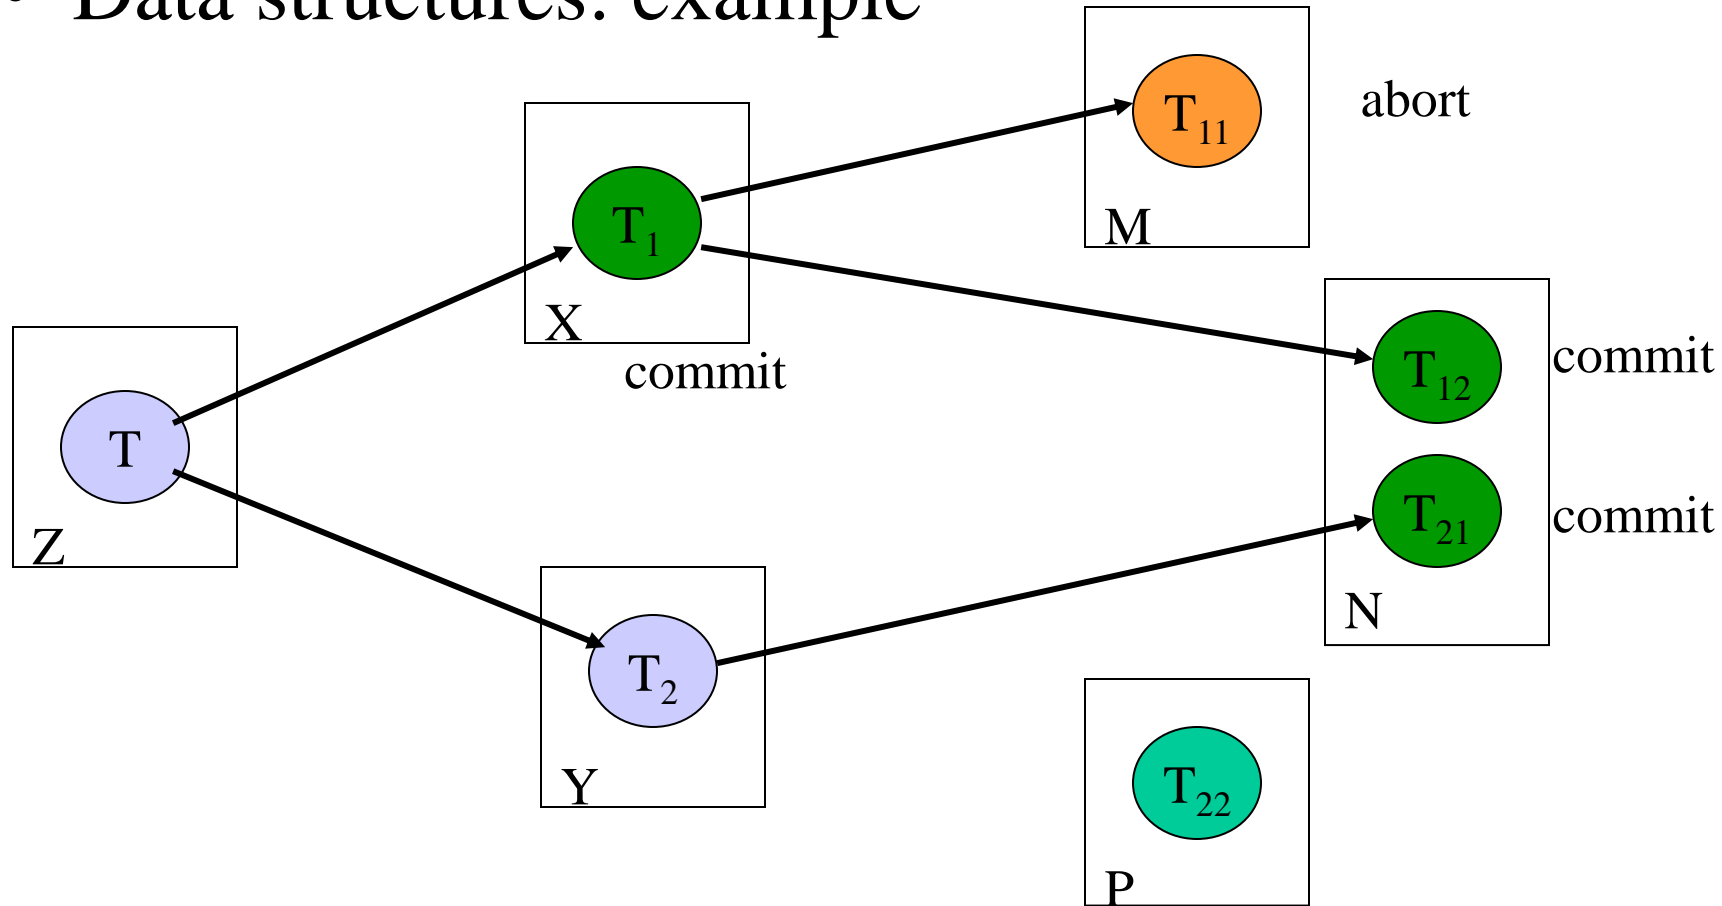 • Data structures: example
T₁₁
abort
M
T₁
X
commit
T₁₂
commit
T
Z
T₂₁
commit
N
T₂
Y
T₂₂
P